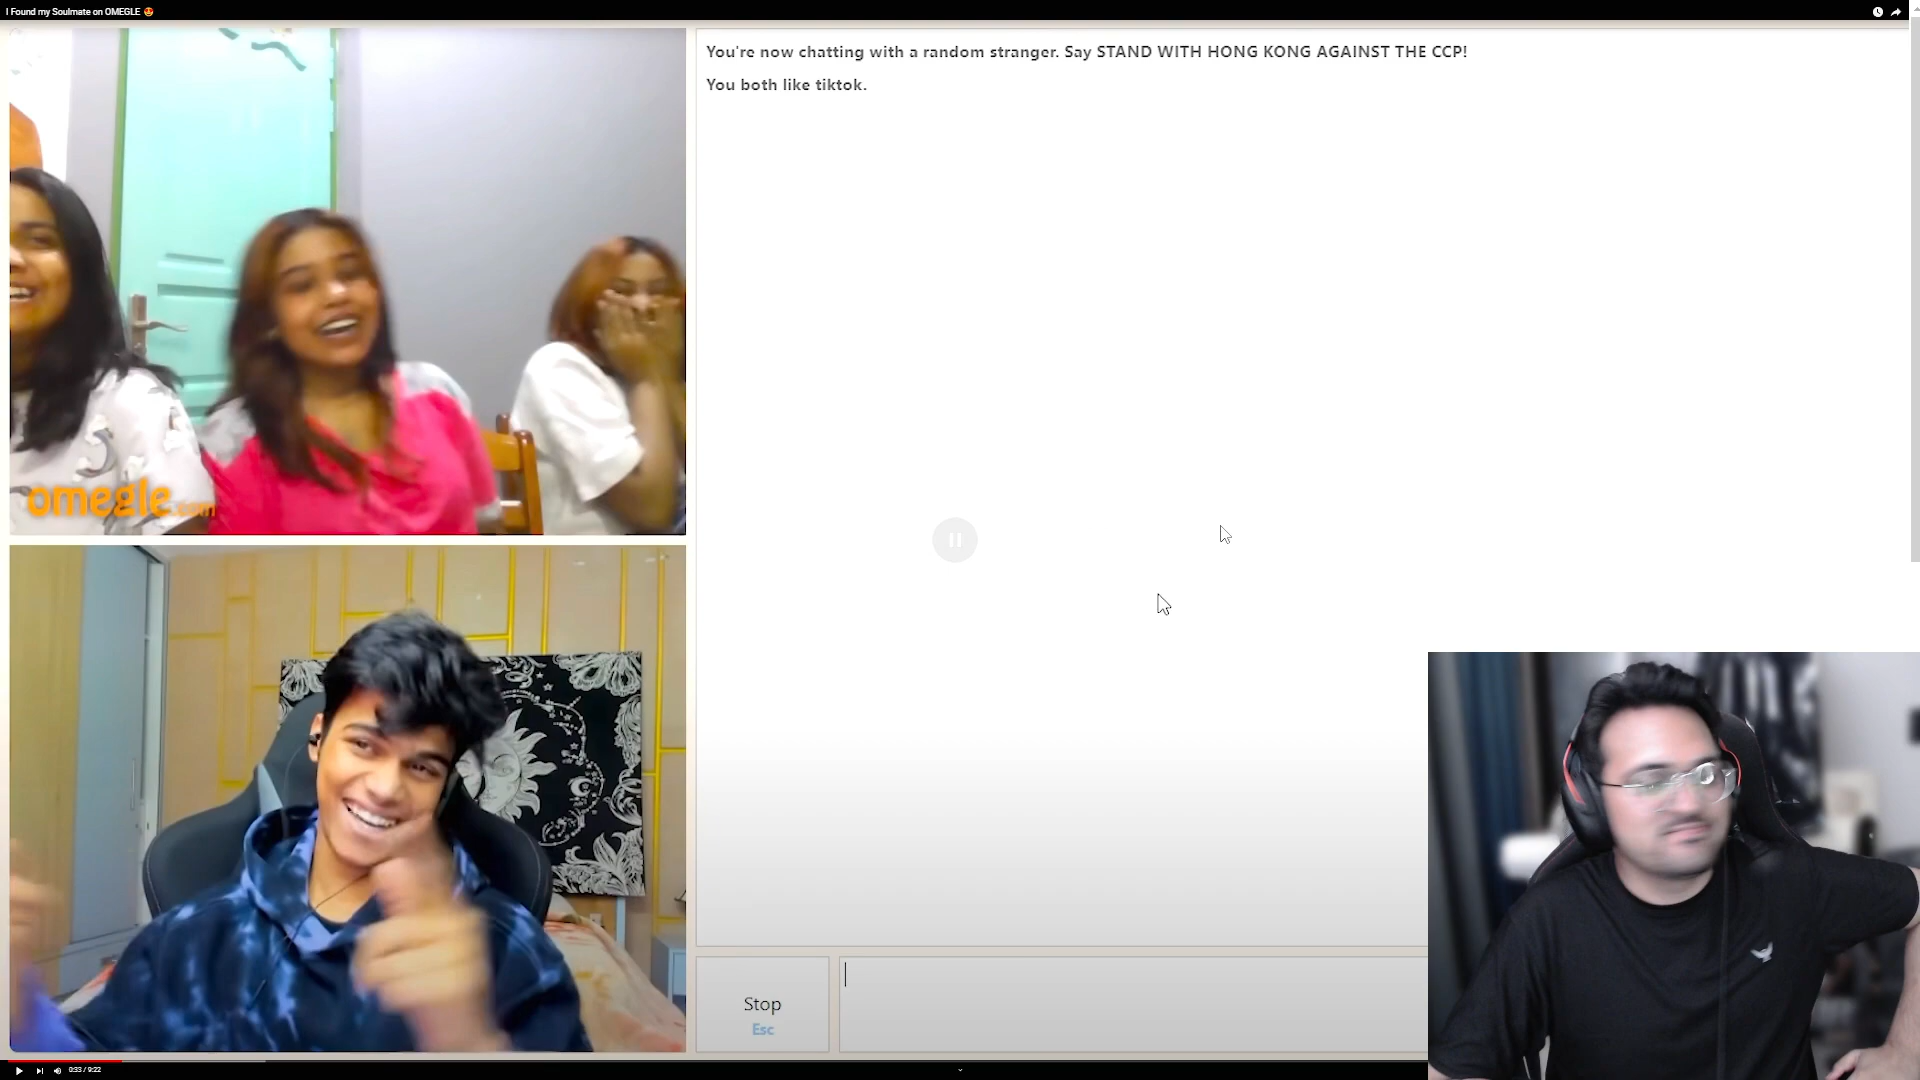 I Found my Soulmate on OMEGLE 😍
You're now chatting with a random stranger. Say STAND WITH HONG KONG AGAINST THE CCP!
You both like tiktok.
omegle.com
Stop
Esc
0:33 / 9:22